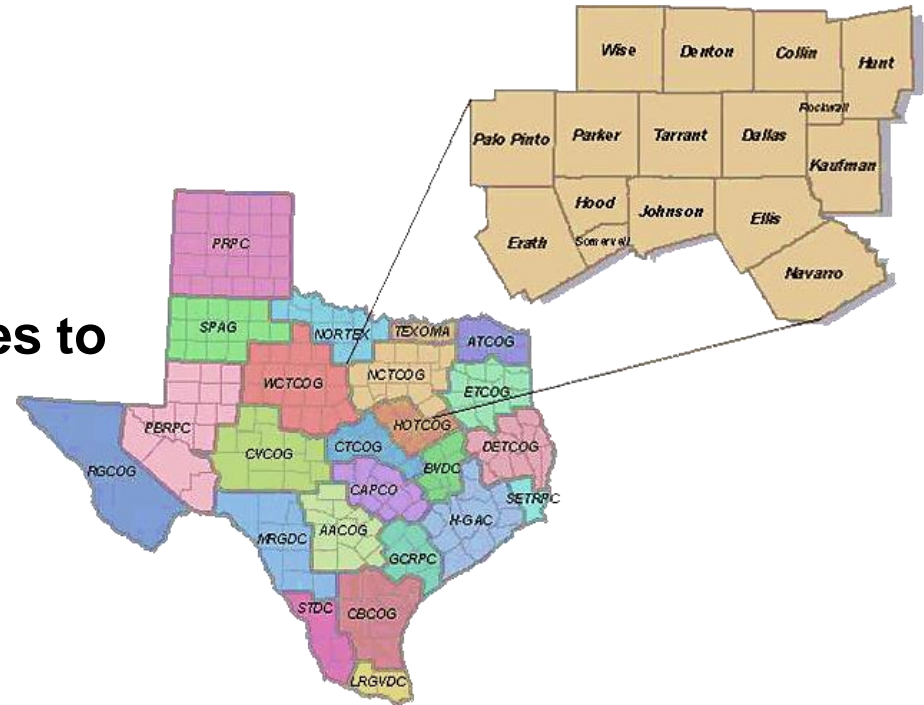 Wise Denton Collin Hunt
Rockwall
Palo Pinto Parker Tarrant Dallas
Kaufman
Hood Johnson Ellis
Erath Somervell
Navarro
PRPC
es to
SPAG NORTEX TEXOMA ATCOG
WCTCOG NCTCOG ETCOG
PBRPC HOTCOG
CVCOG CTCOG DETCOG
RGCOG BVDC
CAPCO SETRPC
MRGDC AACOG H-GAC
GCRPC
STDC CBCOG
LRGVDC